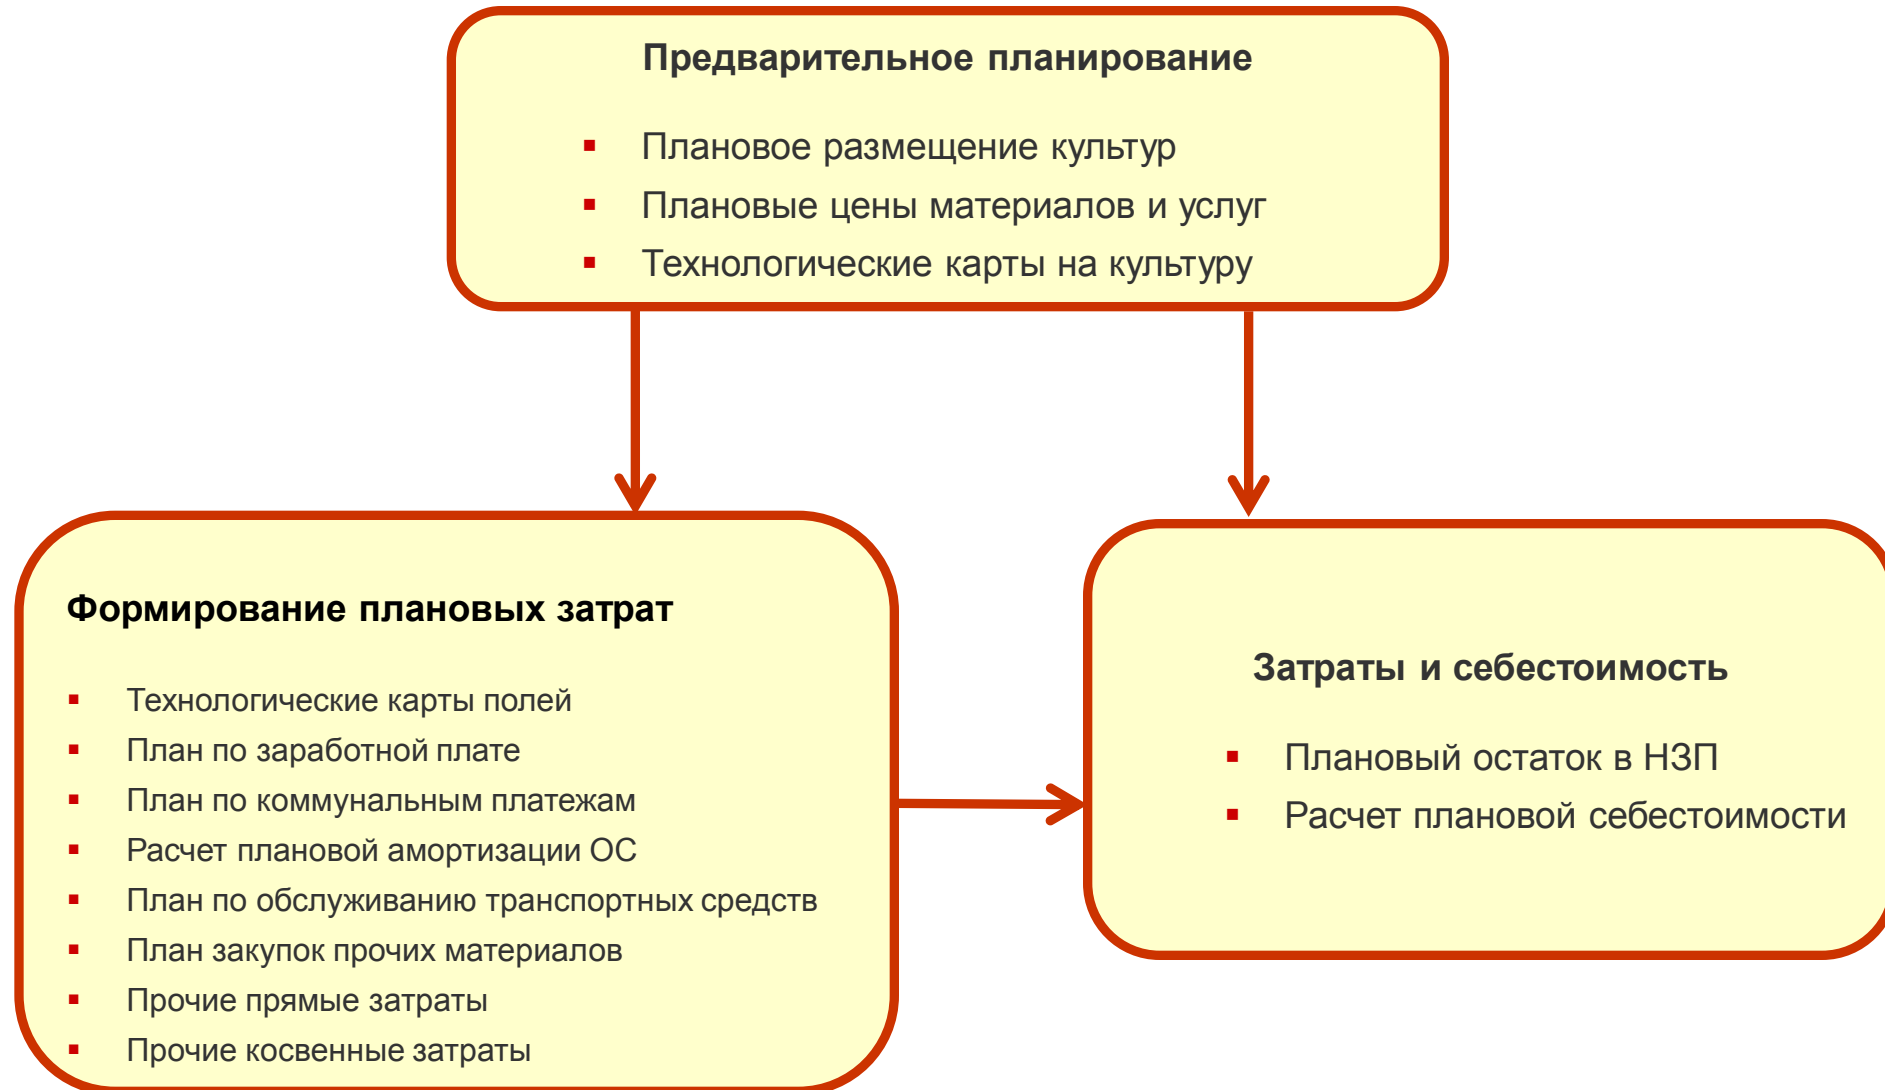 Предварительное планирование
Плановое размещение культур
Плановые цены материалов и услуг
Технологические карты на культуру
Формирование плановых затрат
Технологические карты полей
План по заработной плате
План по коммунальным платежам
Расчет плановой амортизации ОС
План по обслуживанию транспортных средств
План закупок прочих материалов
Прочие прямые затраты
Прочие косвенные затраты
Затраты и себестоимость
Плановый остаток в НЗП
Расчет плановой себестоимости